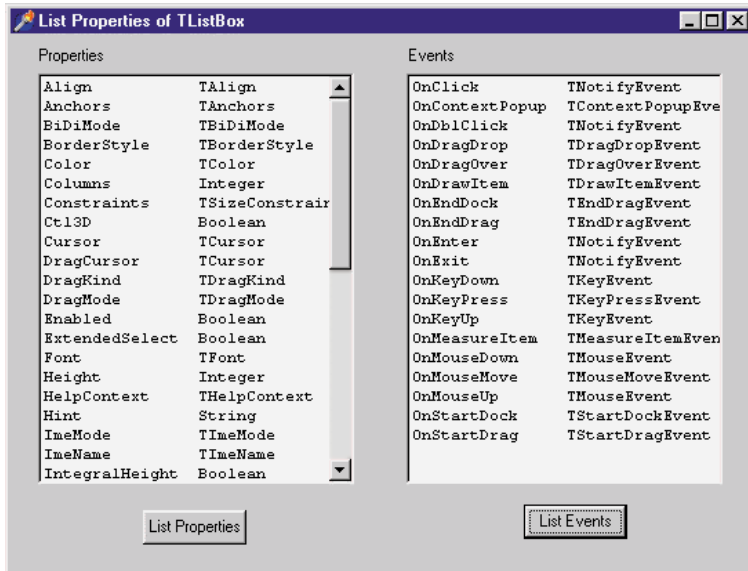 List Properties of TListBox
Properties
Align TAlign
Anchors TAnchors
BiDiMode TBiDiMode
BorderStyle TBorderStyle
Color TColor
Columns Integer
Constraints TSizeConstrair
Ctl3D Boolean
Cursor TCursor
DragCursor TCursor
DragKind TDragKind
DragMode TDragMode
Enabled Boolean
ExtendedSelect Boolean
Font TFont
Height Integer
HelpContext THelpContext
Hint String
ImeMode TImeMode
ImeName TImeName
IntegralHeight Boolean
List Properties
Events
OnClick TNotifyEvent
OnContextPopup TContextPopupEve
OnDblClick TNotifyEvent
OnDragDrop TDragDropEvent
OnDragOver TDragOverEvent
OnDrawItem TDrawItemEvent
OnEndDock TEndDragEvent
OnEndDrag TEndDragEvent
OnEnter TNotifyEvent
OnExit TNotifyEvent
OnKeyDown TKeyEvent
OnKeyPress TKeyPressEvent
OnKeyUp TKeyEvent
OnMeasureItem TMeasureItemEven
OnMouseDown TMouseEvent
OnMouseMove TMouseMoveEvent
OnMouseUp TMouseEvent
OnStartDock TStartDockEvent
OnStartDrag TStartDragEvent
List Events